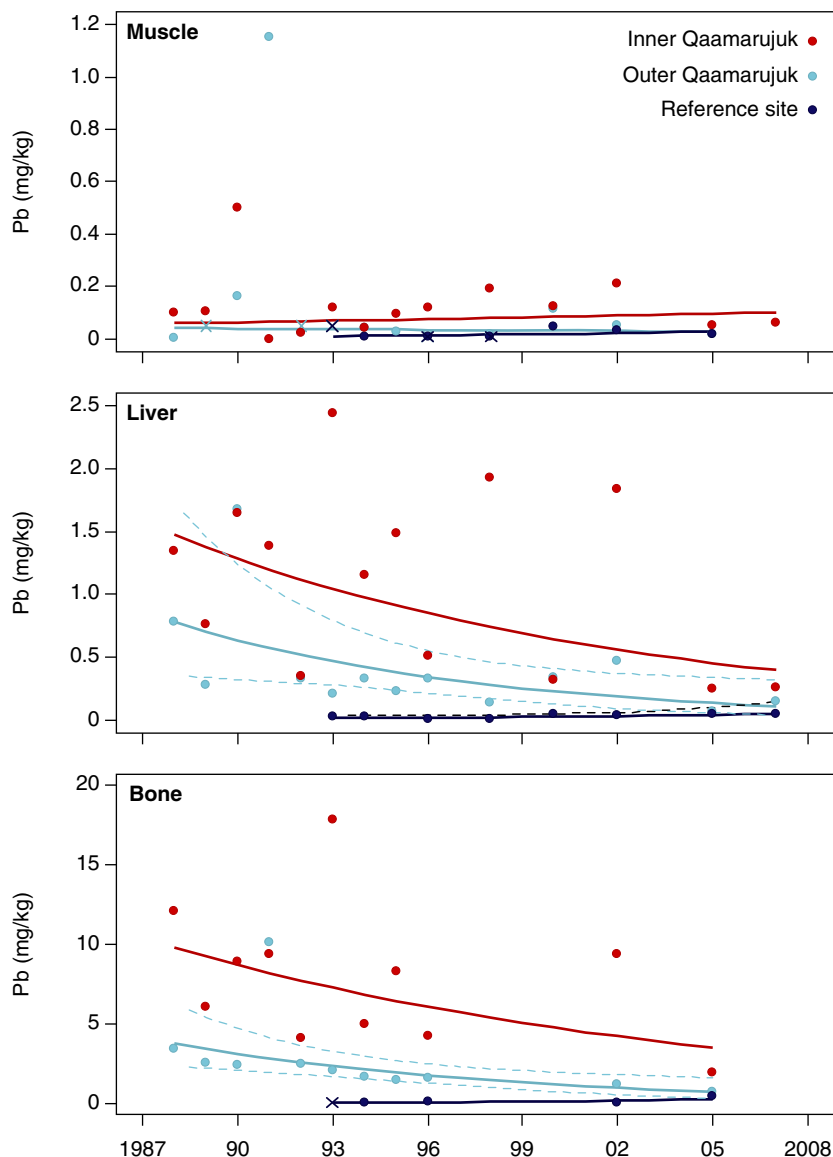 Muscle
Inner Qaamarujuk
Outer Qaamarujuk
Reference site
Pb (mg/kg)
1.2
1.0
0.8
0.6
0.4
0.2
0
Liver
Pb (mg/kg)
2.5
2.0
1.5
1.0
0.5
0
Bone
Pb (mg/kg)
20
15
10
5
0
1987 90 93 96 99 02 05 2008